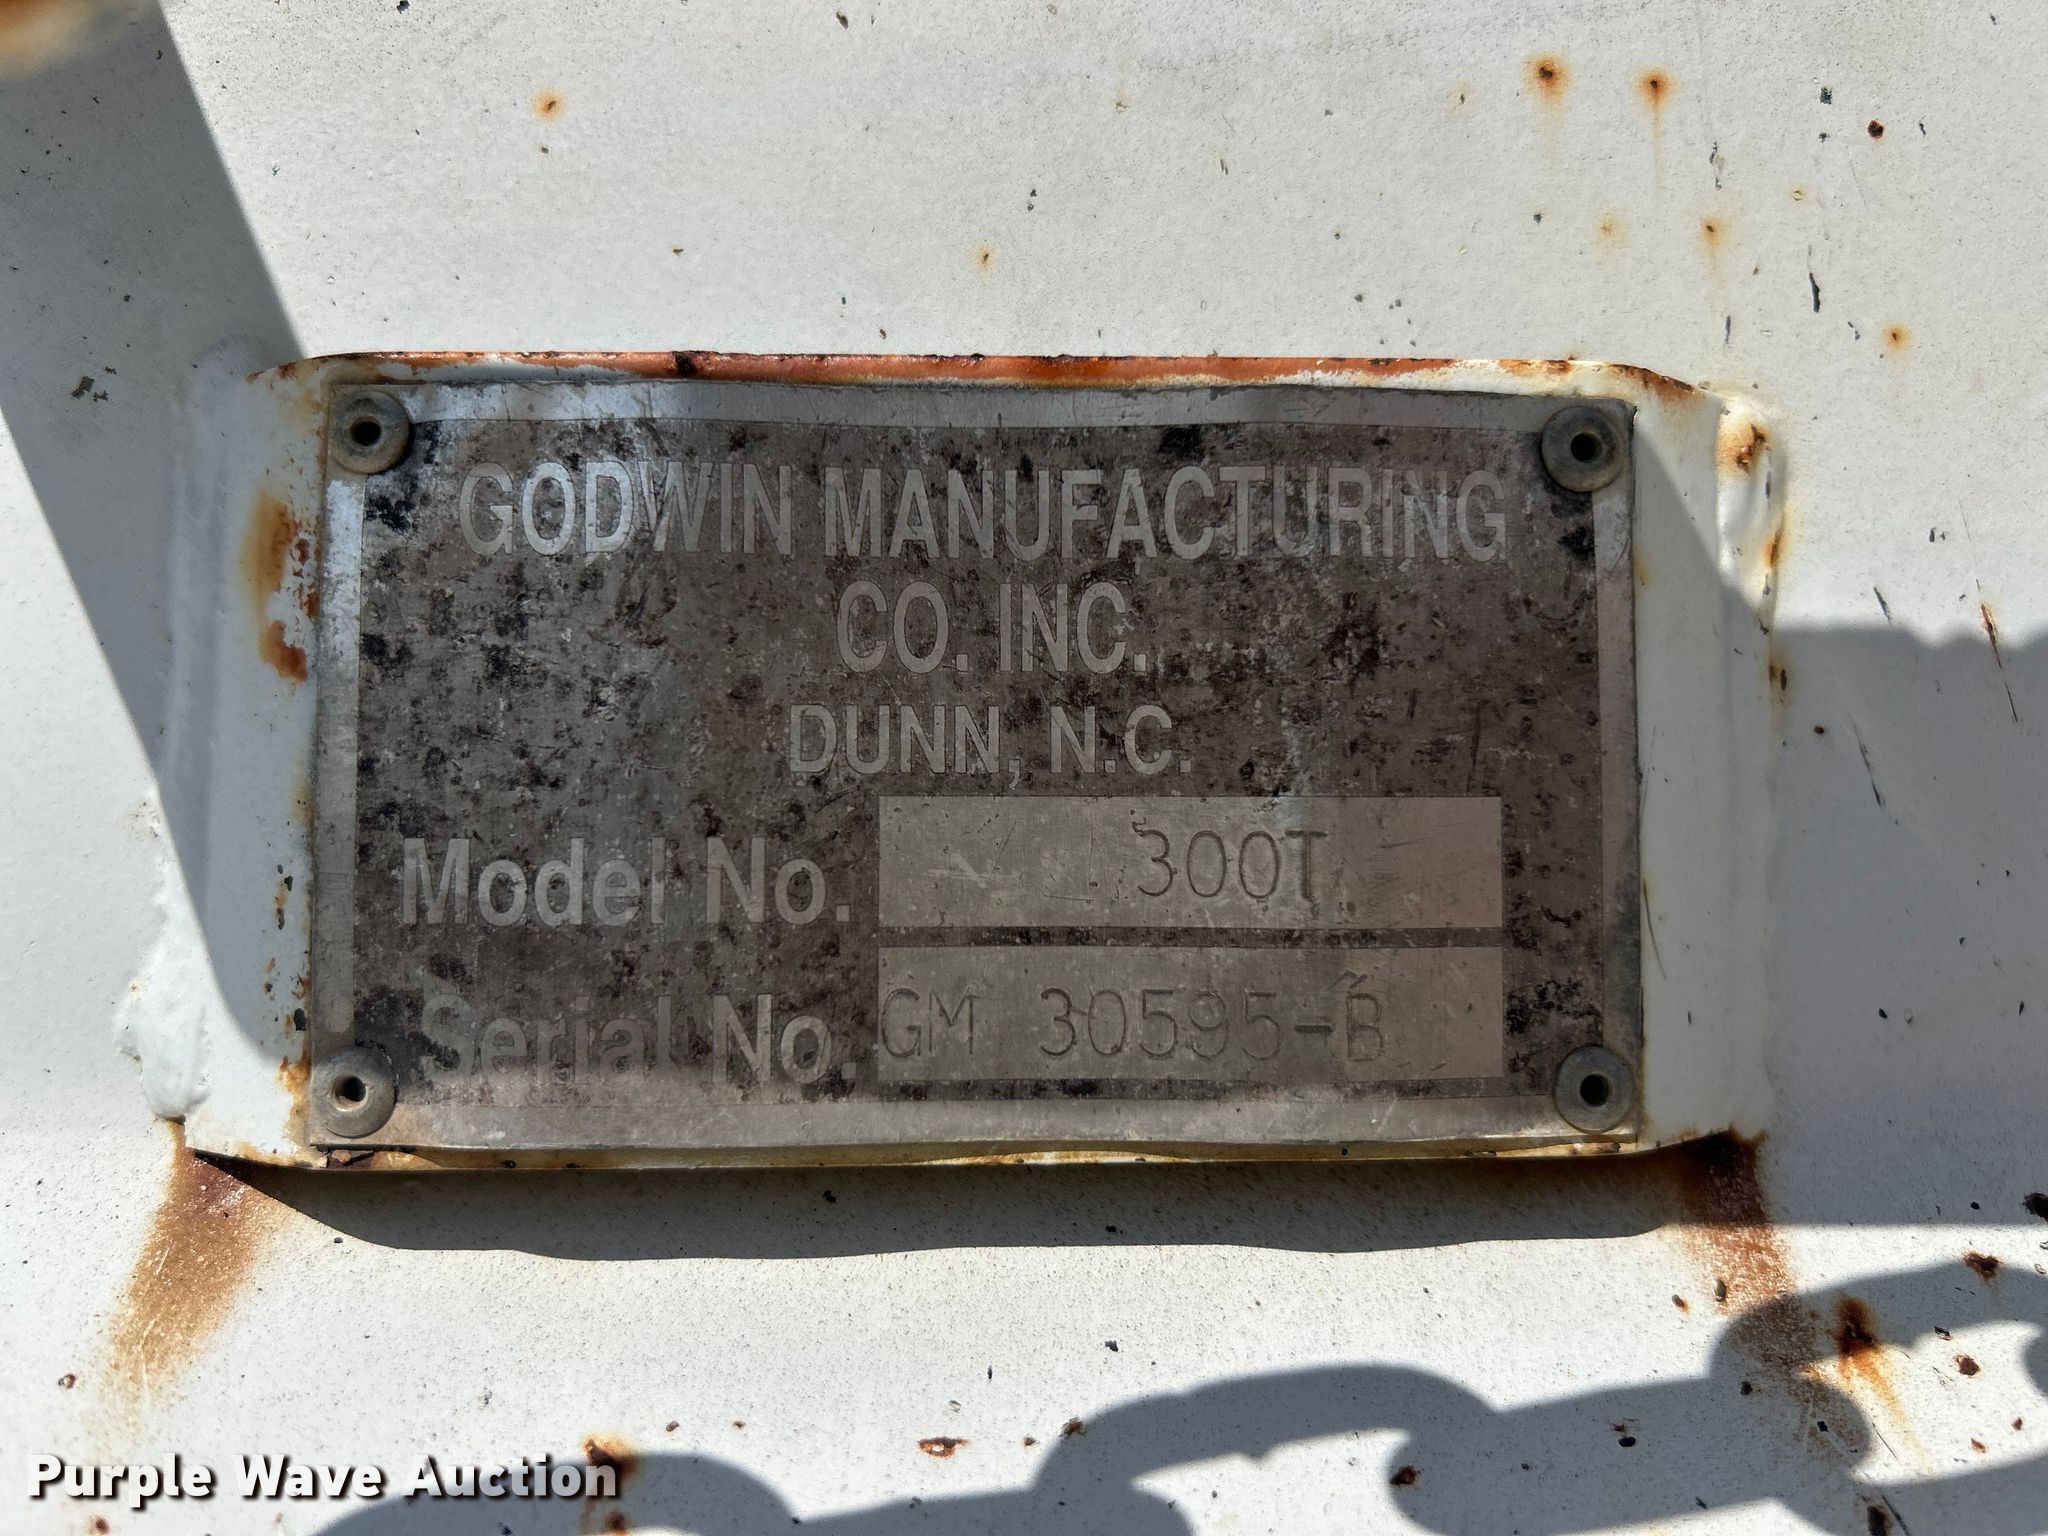 GODWIN MANUFACTURING
CO. INC.
DUNN, N.C.
Model No. 300T
Serial No. GM 30595-B
Purple Wave Auction